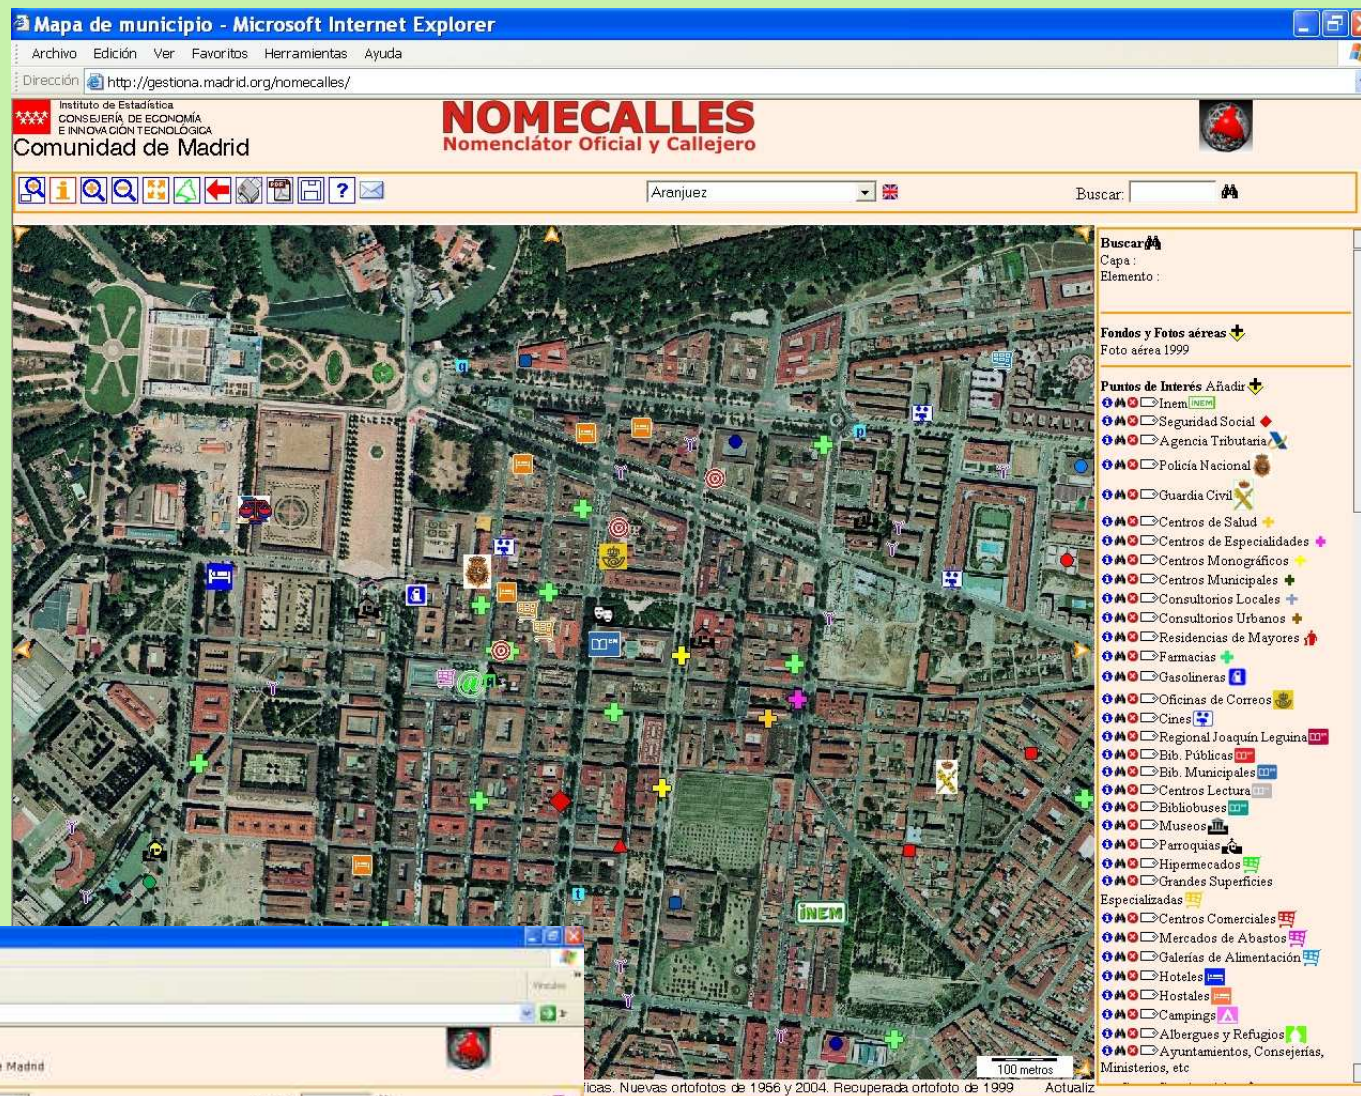 Mapa de municipio - Microsoft Internet Explorer
Archivo Edición Ver Favoritos Herramientas Ayuda
Dirección http://gestiona.madrid.org/nomecalles/
Instituto de Estadística
CONSEJERÍA DE ECONOMÍA
E INNOVACIÓN TECNOLÓGICA
Comunidad de Madrid
NOMECALLES
Nomenclátor Oficial y Callejero
PDF ? Aranjuez Buscar:
Buscar
Capa :
Elemento :
Fondos y Fotos aéreas
Foto aérea 1999
Puntos de Interés Añadir
Inem INEM
Seguridad Social
Agencia Tributaria
Policía Nacional
Guardia Civil
Centros de Salud
Centros de Especialidades
Centros Monográficos
Centros Municipales
Consultorios Locales
Consultorios Urbanos
Residencias de Mayores
Farmacias
Gasolineras
Oficinas de Correos
Cines
Regional Joaquín Leguina
Bib. Públicas
Bib. Municipales
Centros Lectura
Bibliobuses
Museos
Parroquias
Hipermecados
Grandes Superficies
Especializadas
Centros Comerciales
Mercados de Abastos
Galerías de Alimentación
Hoteles
Hostales
Campings
Albergues y Refugios
Ayuntamientos, Consejerías,
Ministerios, etc
INEM
100 metros
Vínculos
Madrid
ficas. Nuevas ortofotos de 1956 y 2004. Recuperada ortofoto de 1999 Actualiz